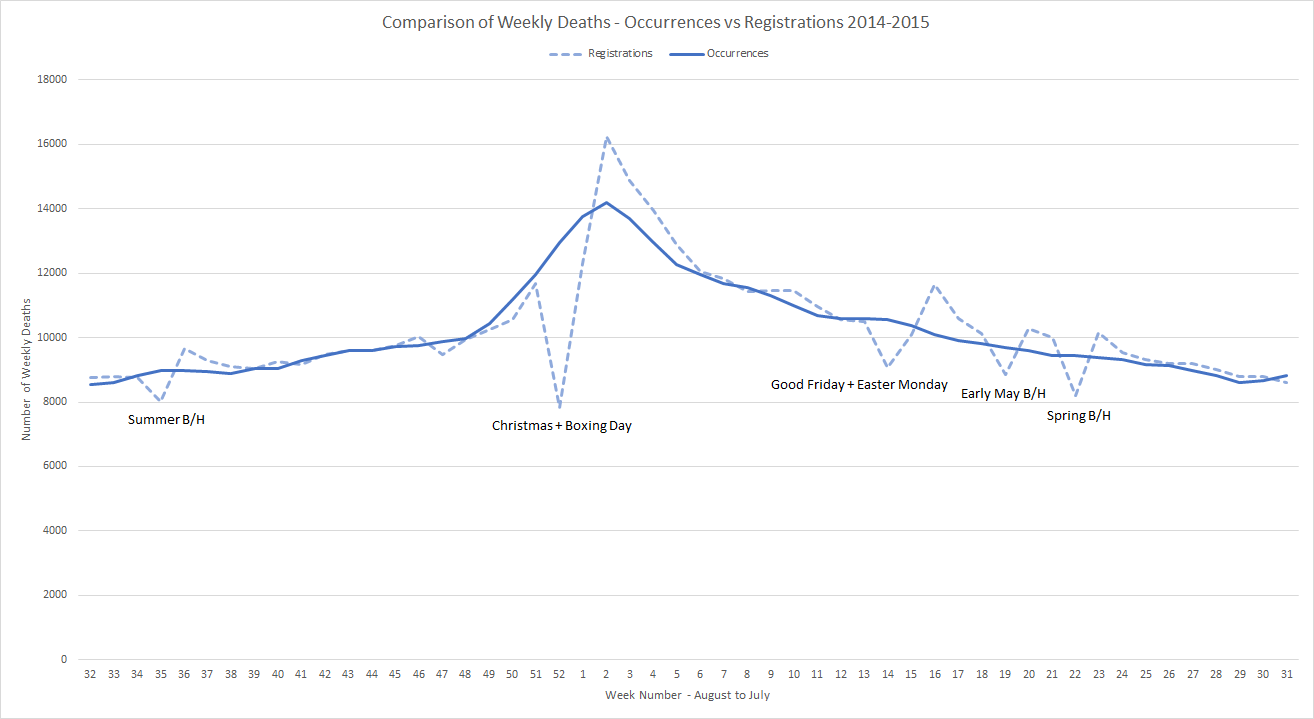 Comparison of Weekly Deaths - Occurrences vs Registrations 2014-2015
Registrations Occurrences
18000
16000
14000
12000
10000
8000
6000
4000
2000
0
Number of Weekly Deaths
Summer B/H
Christmas + Boxing Day
Good Friday + Easter Monday
Early May B/H
Spring B/H
32 33 34 35 36 37 38 39 40 41 42 43 44 45 46 47 48 49 50 51 52 1 2 3 4 5 6 7 8 9 10 11 12 13 14 15 16 17 18 19 20 21 22 23 24 25 26 27 28 29 30 31
Week Number - August to July